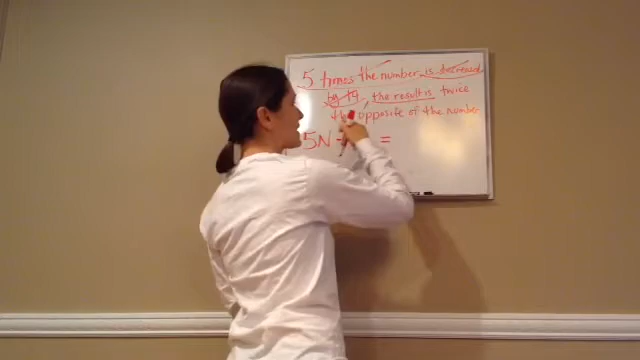 5 times the number is decreased
by 19, the result is twice
the opposite of the number
5N =